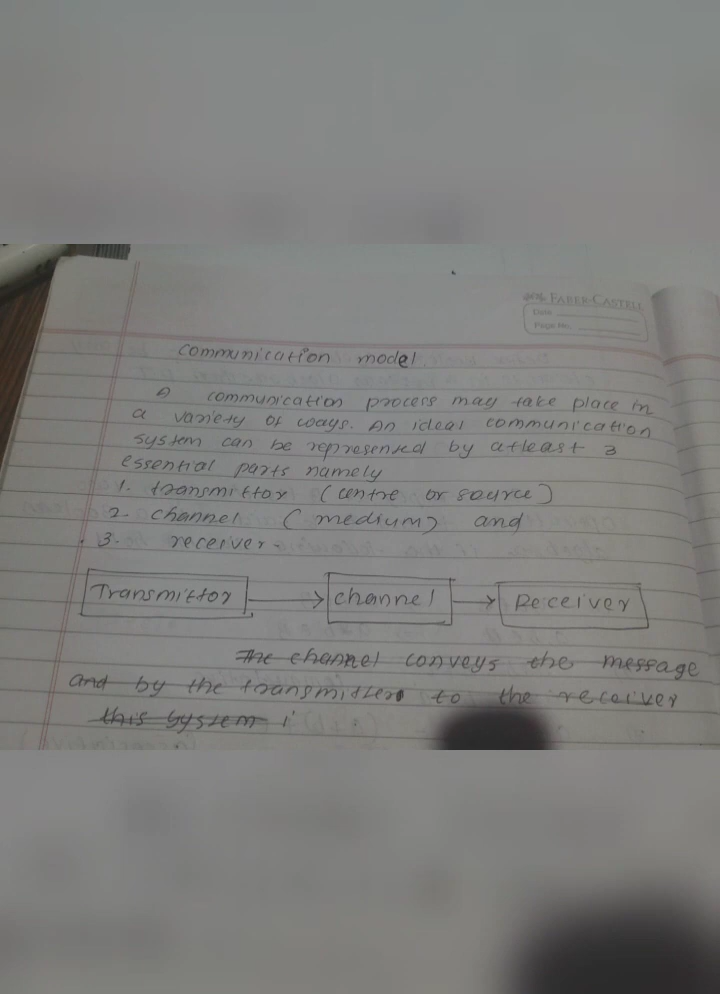 FABER-CASTELL
Date
Page No.
communication model.
A communication process may take place in
a variety of ways. An ideal communication
system can be represented by atleast 3
essential parts namely
1. transmittor (centre or source)
2. channel (medium) and
3. receiver.
Transmittor
channel
Receiver
The channel conveys the message
and by the transmitter to the receiver
this system i